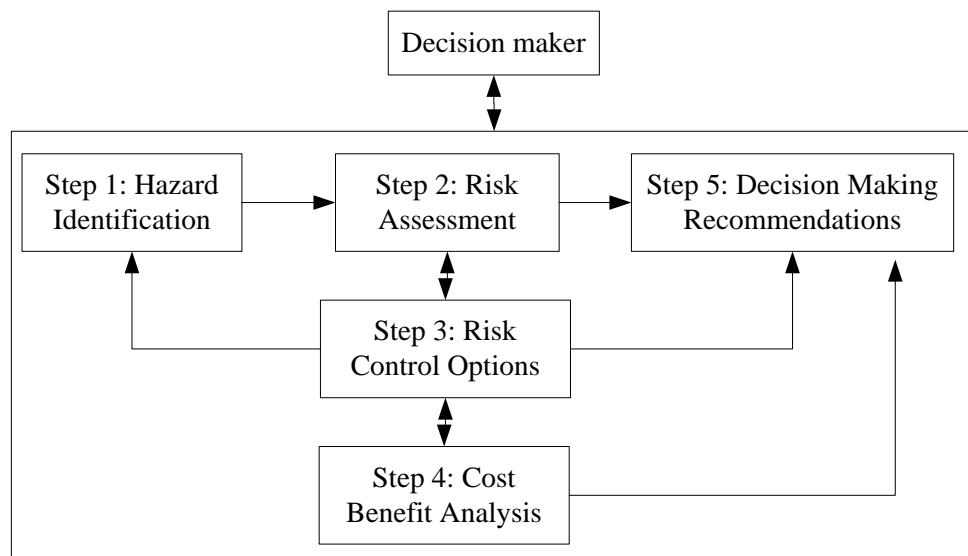 Decision maker
Step 1: Hazard
Identification
Step 2: Risk
Assessment
Step 5: Decision Making
Recommendations
Step 3: Risk
Control Options
Step 4: Cost
Benefit Analysis